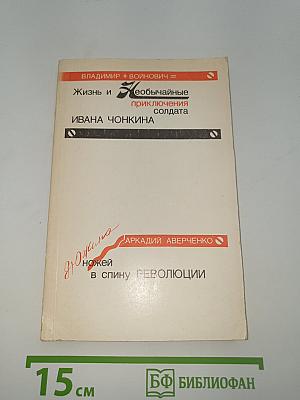 ВЛАДИМИР + ВОЙНОВИЧ =
Жизнь и Необычайные
приключения
солдата
ИВАНА ЧОНКИНА
АРКАДИЙ АВЕРЧЕНКО
дюжина
ножей
в спину РЕВОЛЮЦИИ
15 см
БФ БИБЛИОФАН